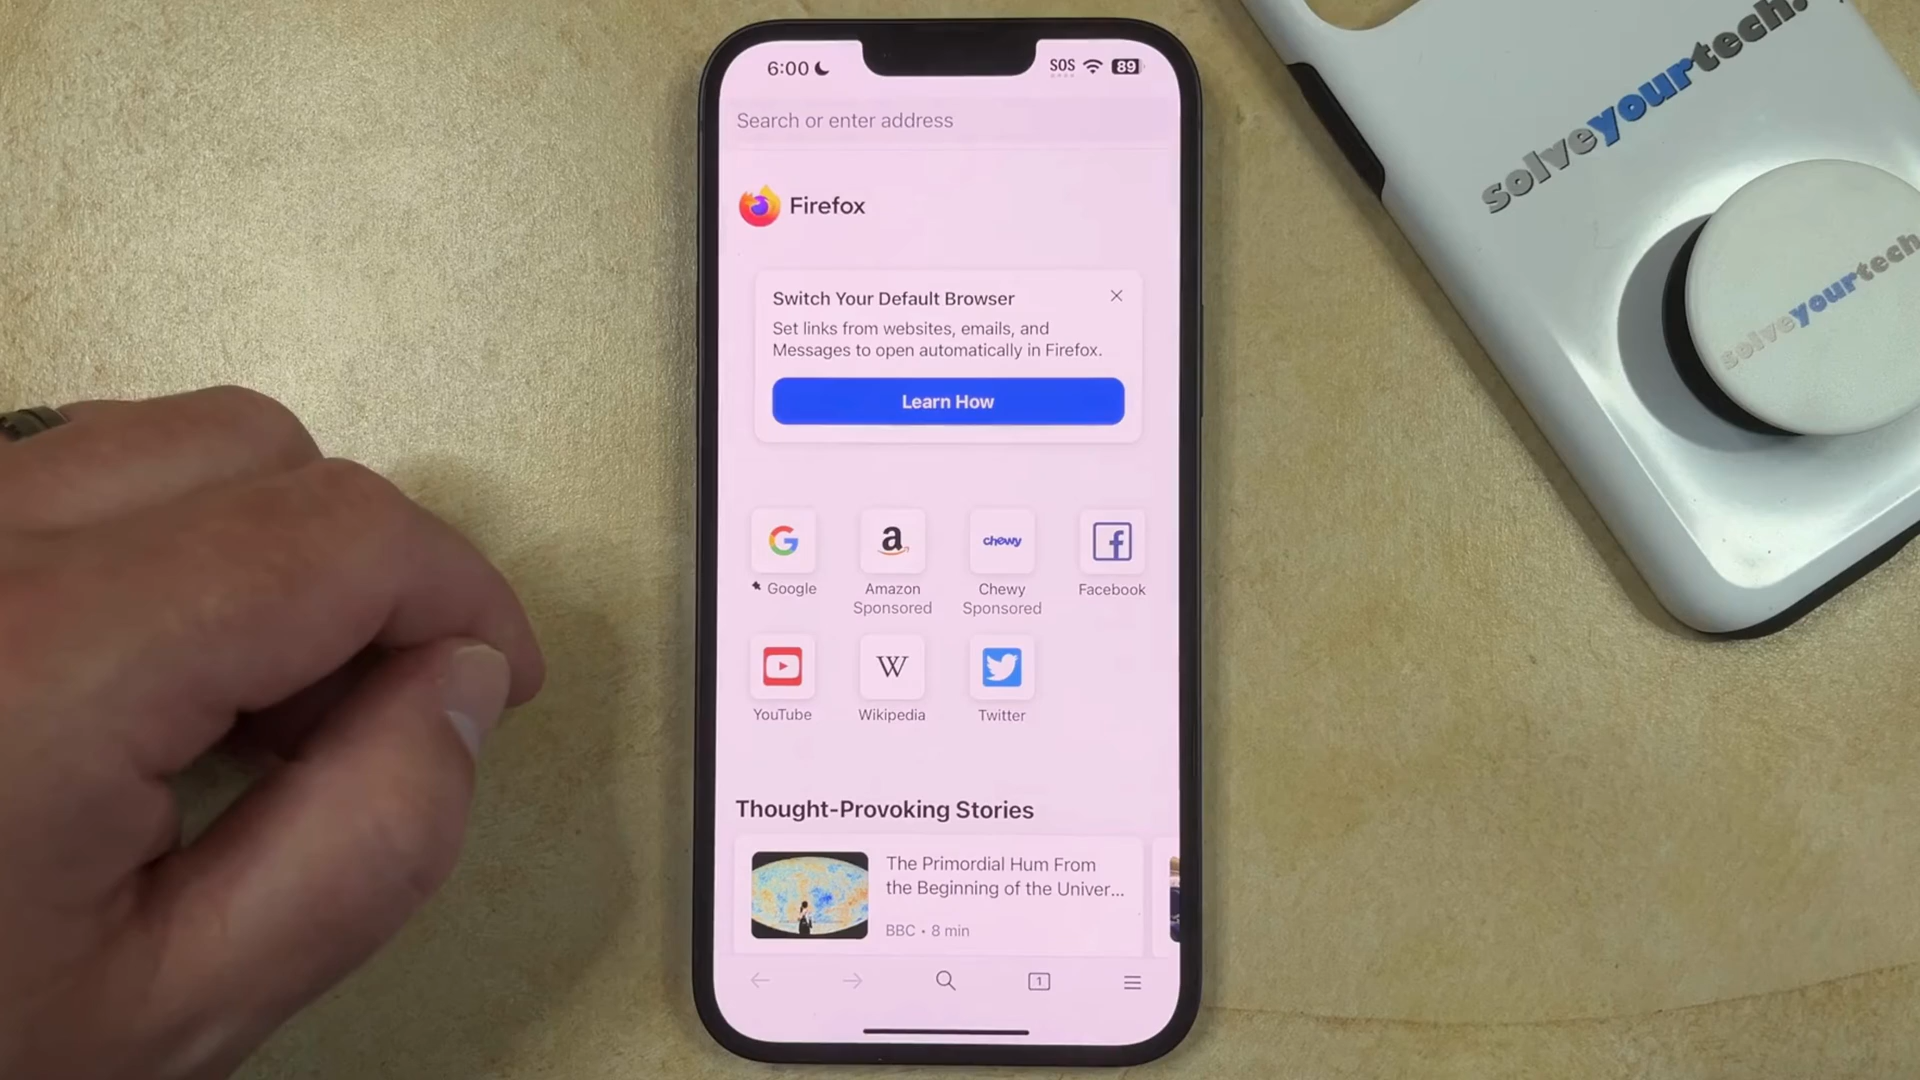 6:00
SOS
89
Search or enter address
Firefox
Switch Your Default Browser
Set links from websites, emails, and
Messages to open automatically in Firefox.
Learn How
Google
Amazon
Sponsored
chewy
Chewy
Sponsored
Facebook
YouTube
W
Wikipedia
Twitter
Thought-Provoking Stories
The Primordial Hum From
the Beginning of the Univer...
BBC • 8 min
1
solveyourtech.
solveyourtech